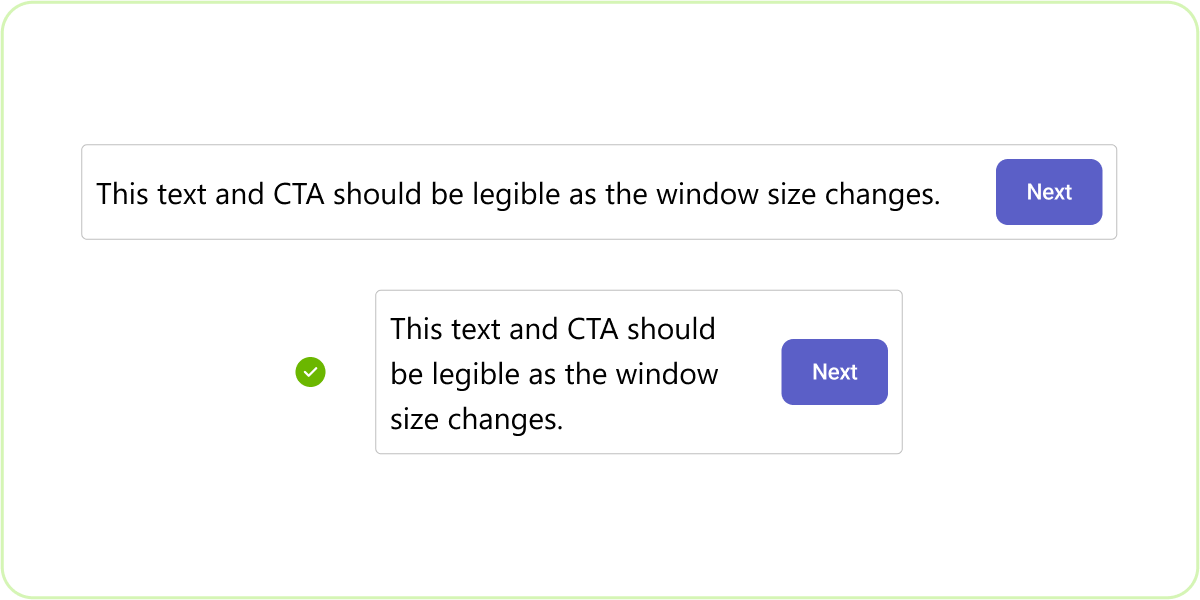 This text and CTA should be legible as the window size changes.
Next
This text and CTA should
be legible as the window
size changes.
Next